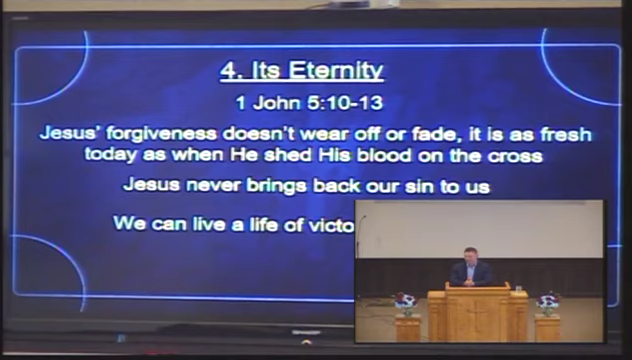 4. Its Eternity
1 John 5:10-13
Jesus' forgiveness doesn't wear off or fade, it is as fresh
today as when He shed His blood on the cross
Jesus never brings back our sin to us
We can live a life of